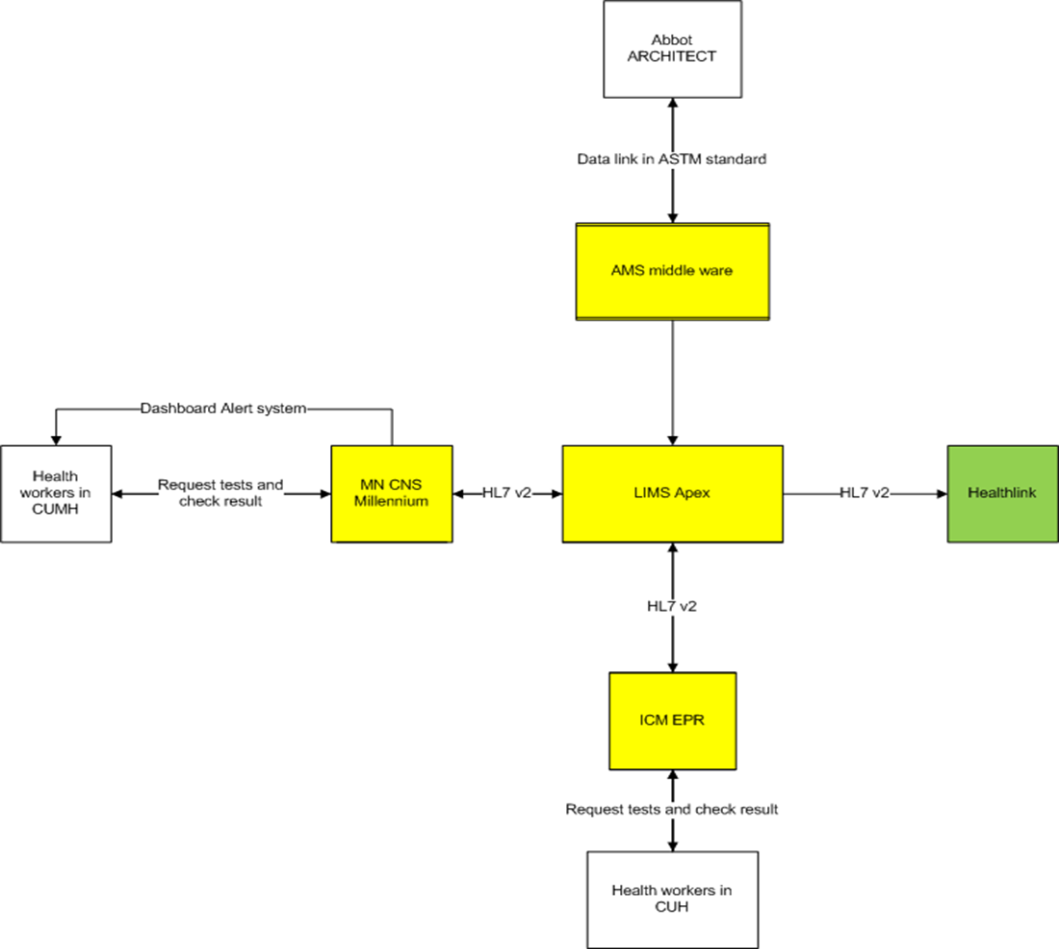 Abbot
ARCHITECT
Data link in ASTM standard
AMS middle ware
Dashboard Alert system
Health
workers in
CUMH
Request tests and
check result
MN CNS
Millennium
HL7 v2
LIMS Apex
HL7 v2
Healthlink
HL7 v2
ICM EPR
Request tests and check result
Health workers in
CUH